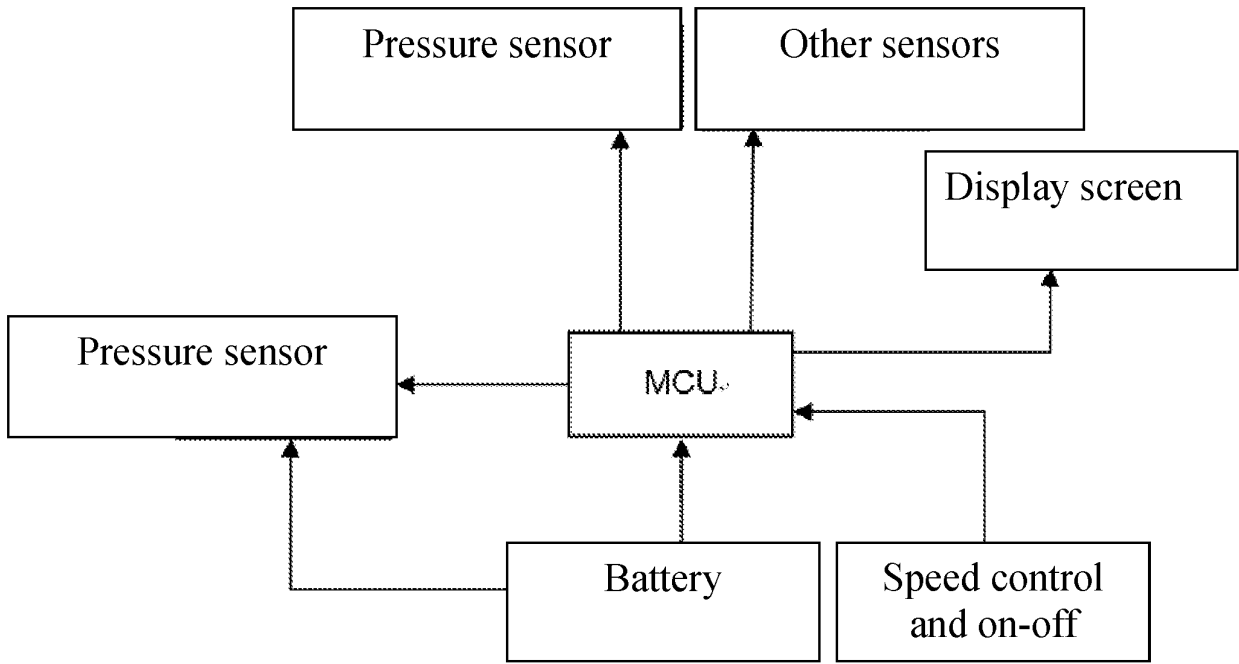 Pressure sensor
Other sensors
Display screen
Pressure sensor
MCU
Battery
Speed control
and on-off